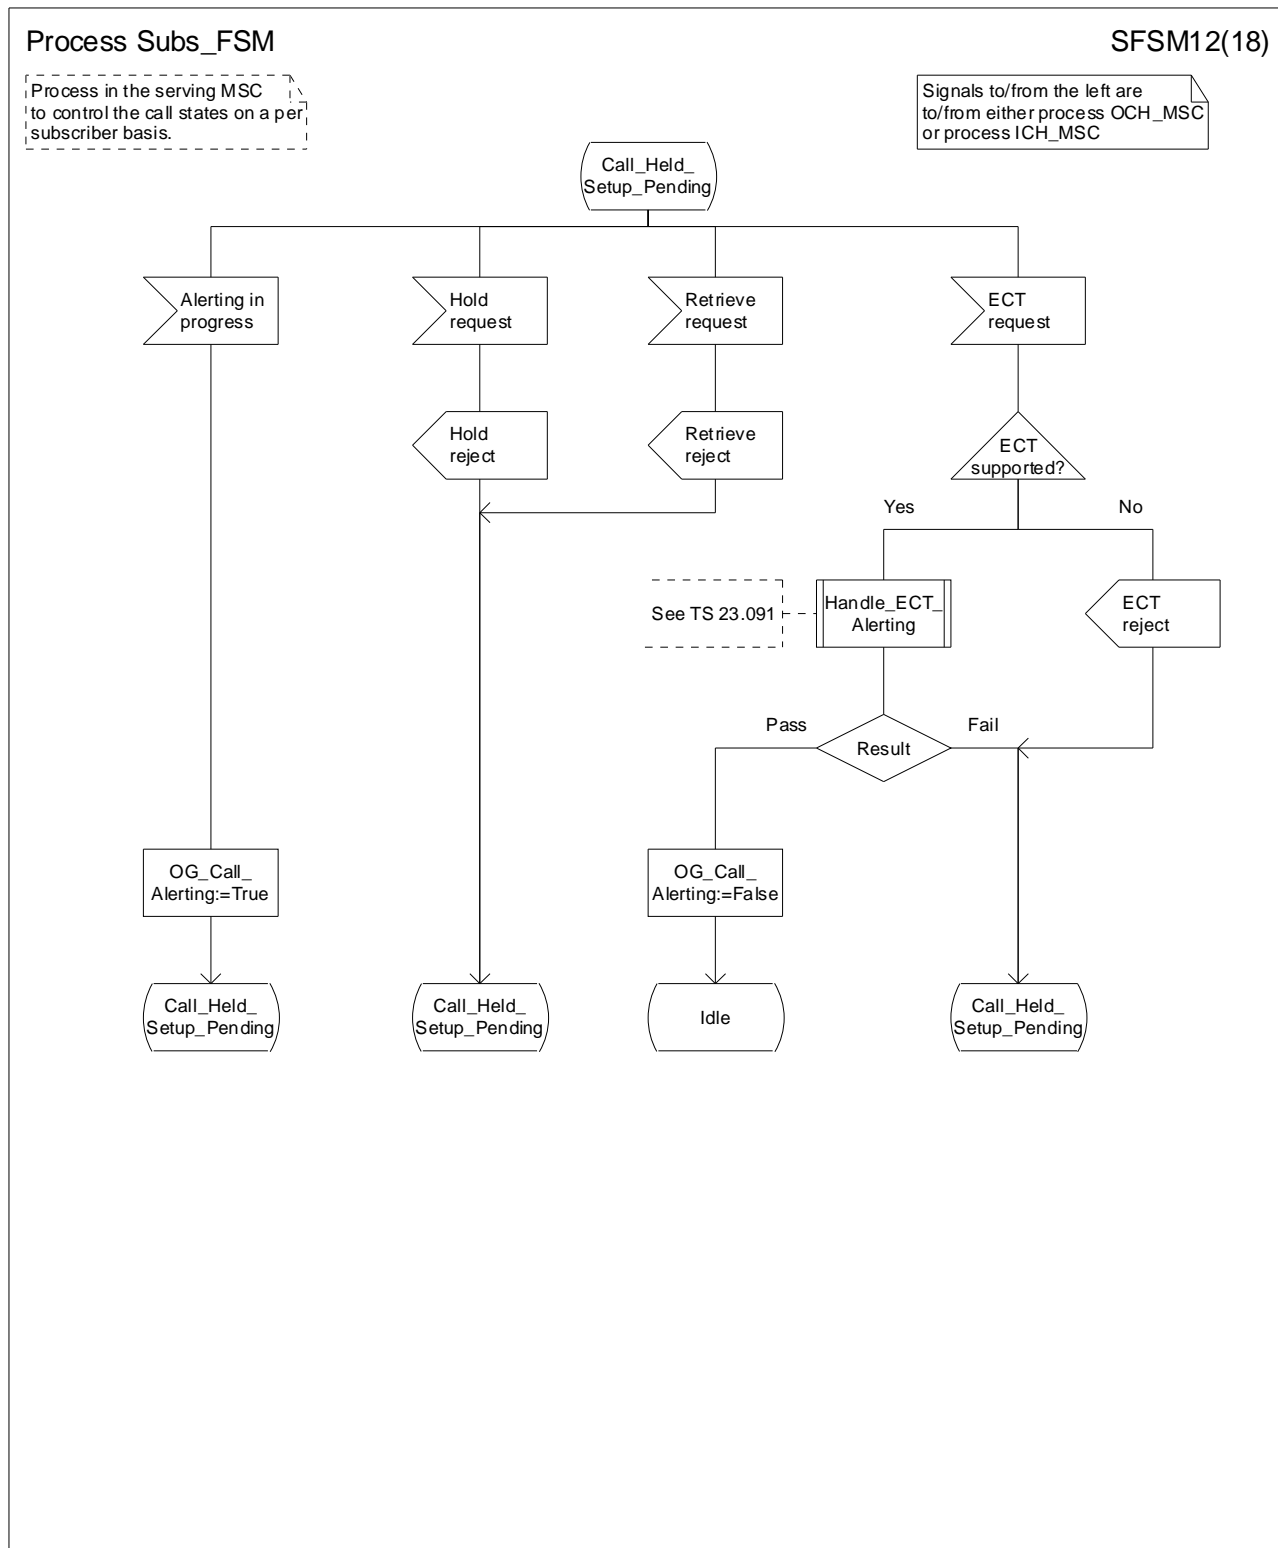 Process Subs_FSM
SFSM12(18)
Process in the serving MSC
to control the call states on a per
subscriber basis.
Signals to/from the left are
to/from either process OCH_MSC
or process ICH_MSC
Call_Held_
Setup_Pending
Alerting in
progress
Hold
request
Retrieve
request
ECT
request
Hold
reject
Retrieve
reject
ECT
supported?
Yes
No
See TS 23.091
Handle_ECT_
Alerting
ECT
reject
Pass
Fail
Result
OG_Call_
Alerting:=True
OG_Call_
Alerting:=False
Call_Held_
Setup_Pending
Call_Held_
Setup_Pending
Idle
Call_Held_
Setup_Pending